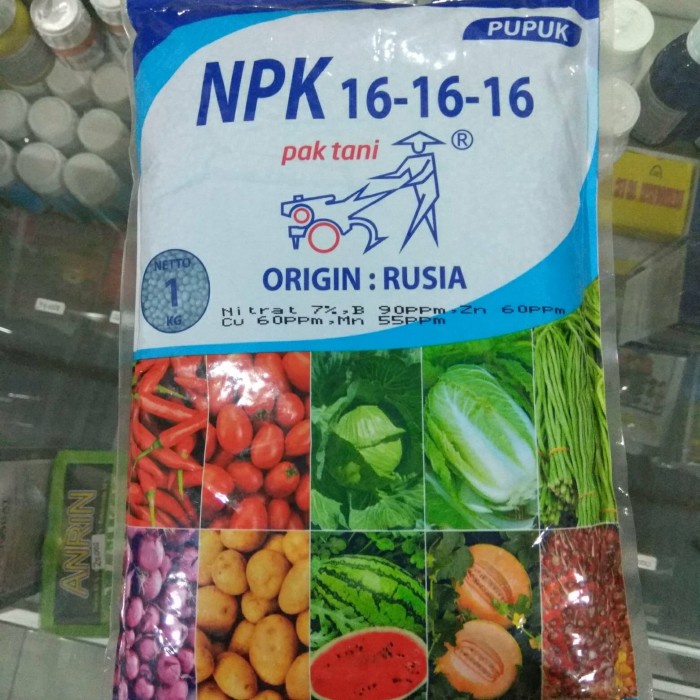 PUPUK
NPK 16-16-16
pak tani ®
ORIGIN : RUSIA
NETTO
1
KG
Nitrat 7%,B 90ppm,Zn 60ppm
Cu 60ppm,Mn 55ppm
ANRIN